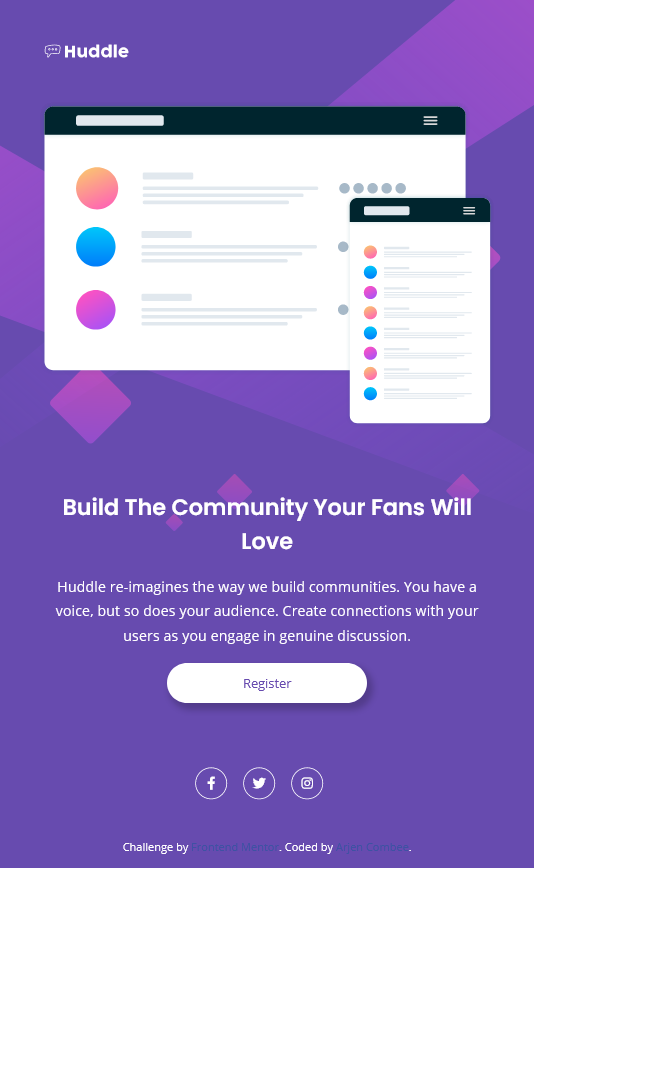 Huddle
Build The Community Your Fans Will
Love
Huddle re-imagines the way we build communities. You have a
voice, but so does your audience. Create connections with your
users as you engage in genuine discussion.
Register
Challenge by Frontend Mentor. Coded by Arjen Gomban.